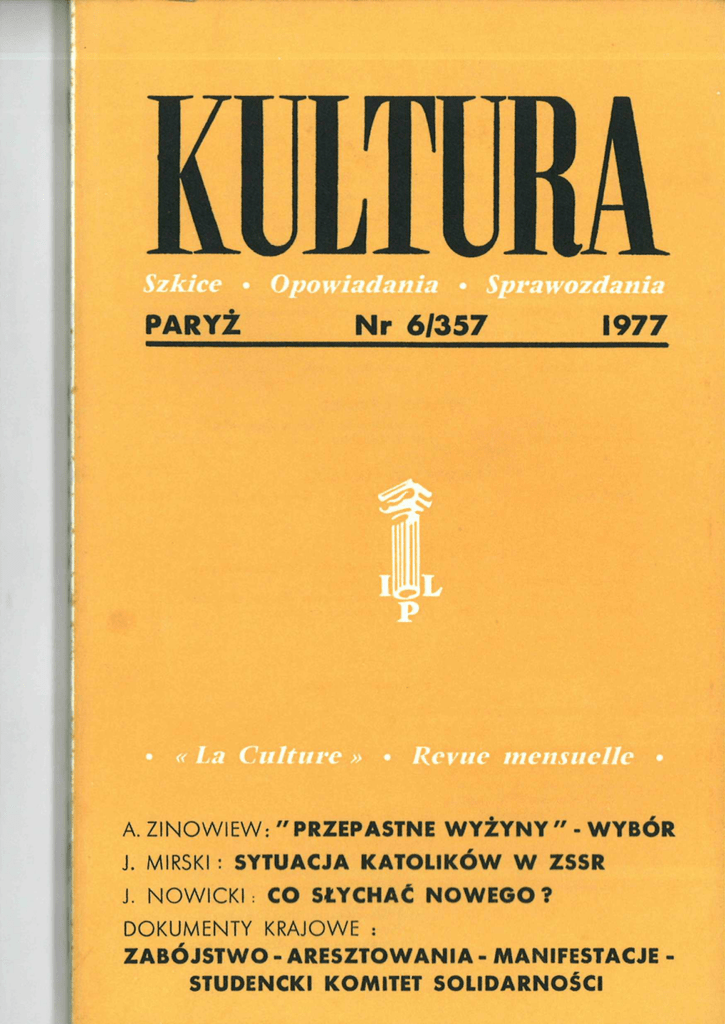 KULTURA
Szkice • Opowiadania • Sprawozdania
PARYŻ Nr 6/357 1977
I L
P
• « La Culture » • Revue mensuelle •
A. ZINOWIEW: "PRZEPASTNE WYŻYNY" - WYBÓR
J. MIRSKI : SYTUACJA KATOLIKÓW W ZSSR
J. NOWICKI : CO SŁYCHAĆ NOWEGO ?
DOKUMENTY KRAJOWE :
ZABÓJSTWO - ARESZTOWANIA - MANIFESTACJE -
STUDENCKI KOMITET SOLIDARNOŚCI